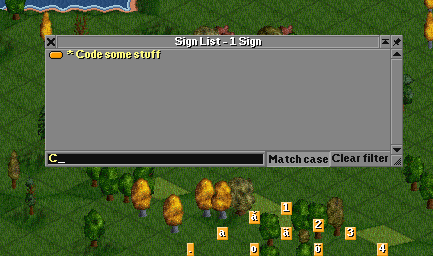 Sign List - 1 Sign
* Code some stuff
C_
Match case
Clear filter
1
2
3
4